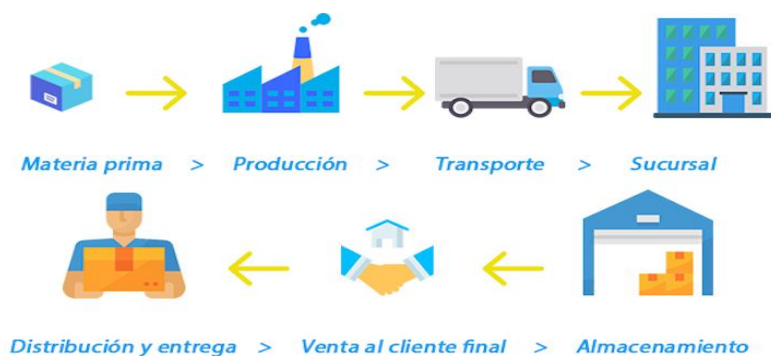 Materia prima > Producción > Transporte > Sucursal
Distribución y entrega > Venta al cliente final > Almacenamiento